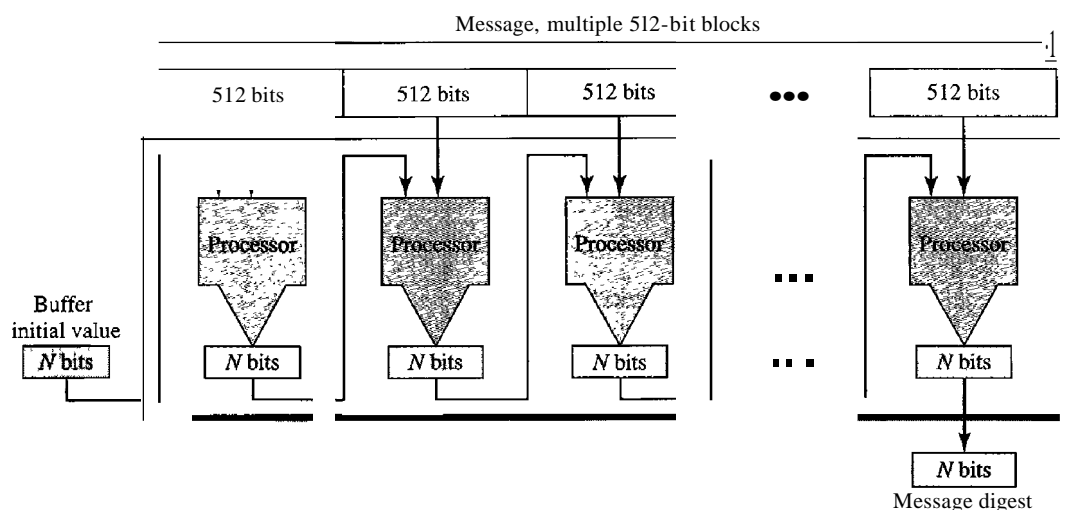 Message, multiple 512-bit blocks
·1
512 bits
512 bits
512 bits
•••
512 bits
Processor
Processor
Processor
Processor
...
Buffer
initial value
N bits
N bits
N bits
N bits
...
N bits
N bits
Message digest